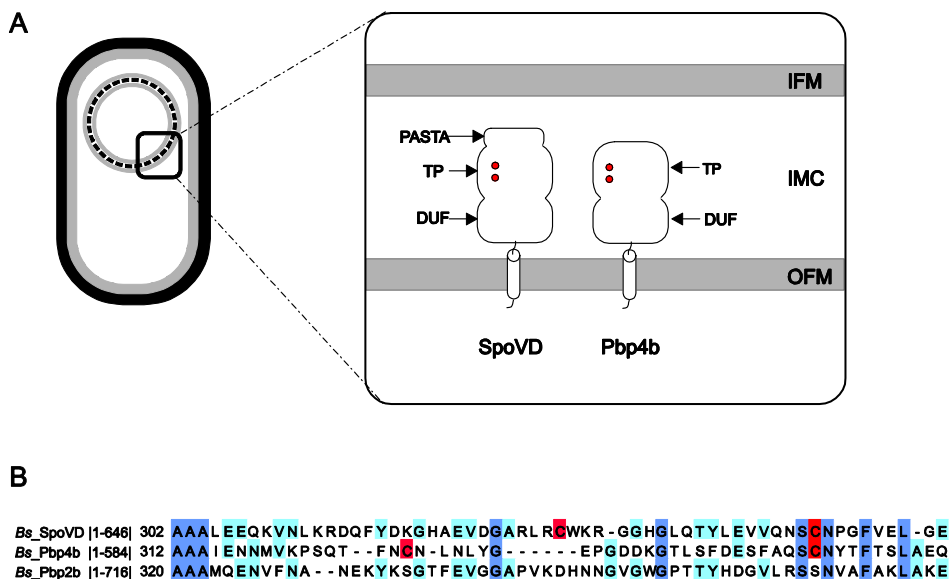 A
IFM
PASTA
TP
TP
IMC
DUF
DUF
OFM
SpoVD
Pbp4b
B
Bs_SpoVD |1-646| 302 AAALEEQKVNLKRDQFYDKGHAEVDGARLRCWKR-GGHGLQTYLEVVQNSCNPGFVEL-GE
Bs_Pbp4b |1-584| 312 AAAIENNMVKPSQT--FNCN-LNLYG------EPGDDKGTLSFDESFAQSCNYTFTSLAEQ
Bs_Pbp2b |1-716| 320 AAAMQENVFNA--NEKYKSGTFEVGGAPVKDHNNGVGWGPTTYHDGVLRSSNVAFAKLAKE